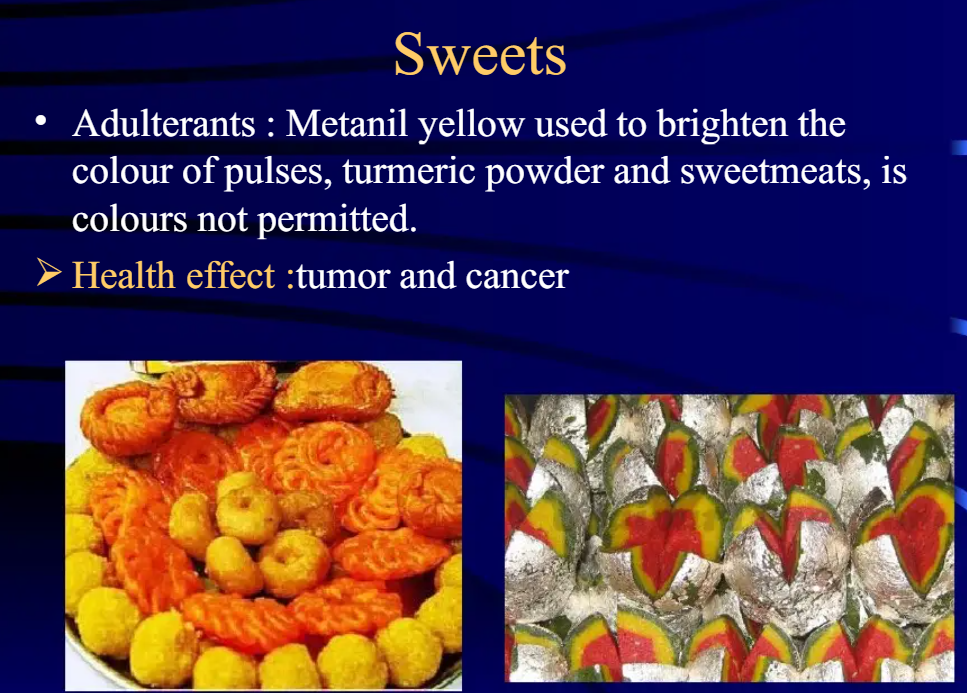 Sweets
• Adulterants : Metanil yellow used to brighten the
colour of pulses, turmeric powder and sweetmeats, is
colours not permitted.
➢ Health effect :tumor and cancer